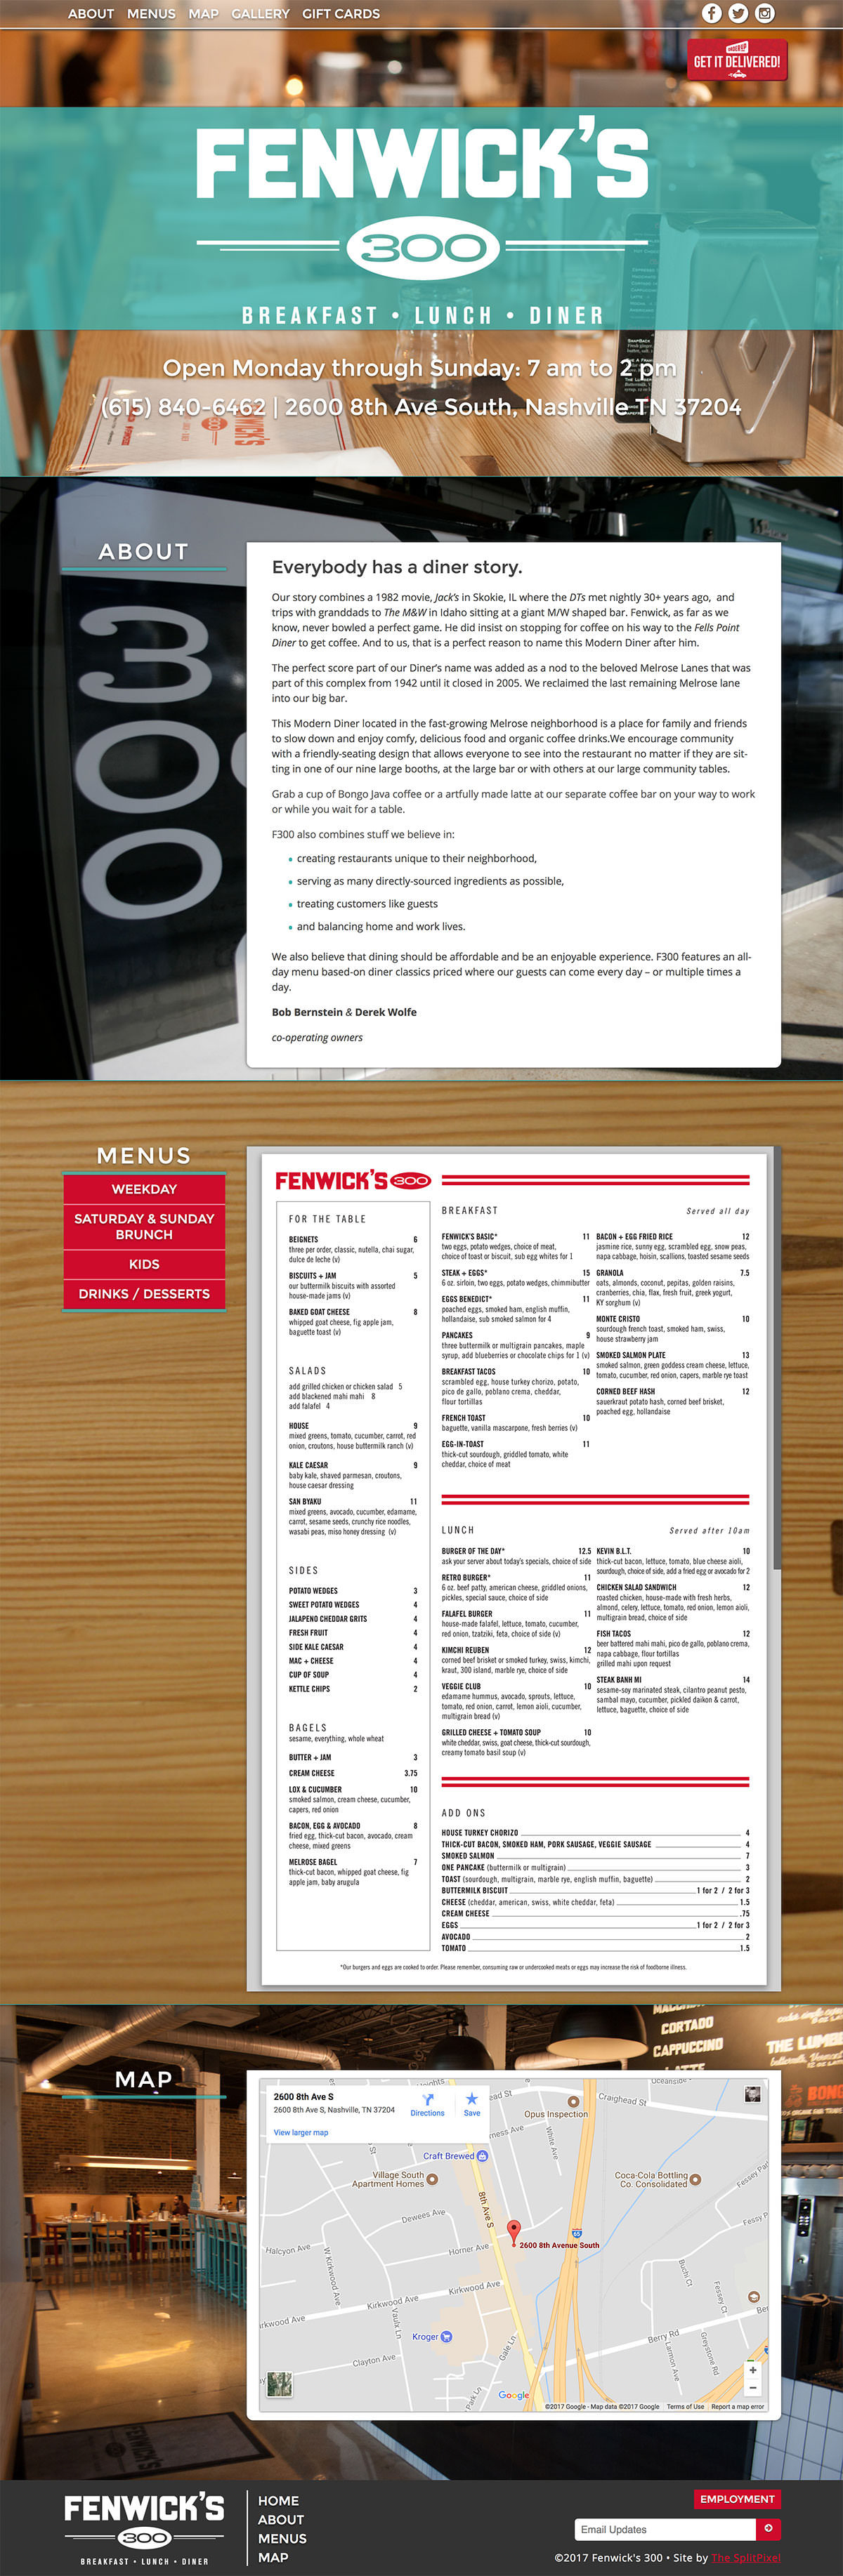 ABOUT MENUS MAP GALLERY GIFT CARDS
GET IT DELIVERED!
FENWICK'S
300
BREAKFAST • LUNCH • DINER
Open Monday through Sunday: 7 am to 2 pm
(615) 840-6462 | 2600 8th Ave South, Nashville TN 37204
ABOUT
300
Everybody has a diner story.
Our story combines a 1982 movie, Jack's in Skokie, IL where the DTs met nightly 30+ years ago, and
trips with granddads to The M&W in Idaho sitting at a giant M/W shaped bar. Fenwick, as far as we
know, never bowled a perfect game. He did insist on stopping for coffee on his way to the Fells Point
Diner to get coffee. And to us, that is a perfect reason to name this Modern Diner after him.
The perfect score part of our Diner's name was added as a nod to the beloved Melrose Lanes that was
part of this complex from 1942 until it closed in 2005. We reclaimed the last remaining Melrose lane
into our big bar.
This Modern Diner located in the fast-growing Melrose neighborhood is a place for family and friends
to slow down and enjoy comfy, delicious food and organic coffee drinks.We encourage community
with a friendly-seating design that allows everyone to see into the restaurant no matter if they are sit-
ting in one of our nine large booths, at the large bar or with others at our large community tables.
Grab a cup of Bongo Java coffee or a artfully made latte at our separate coffee bar on your way to work
or while you wait for a table.
F300 also combines stuff we believe in:
• creating restaurants unique to their neighborhood,
• serving as many directly-sourced ingredients as possible,
• treating customers like guests
• and balancing home and work lives.
We also believe that dining should be affordable and be an enjoyable experience. F300 features an all-
day menu based-on diner classics priced where our guests can come every day – or multiple times a
day.
Bob Bernstein & Derek Wolfe
co-operating owners
MENUS
WEEKDAY
SATURDAY & SUNDAY
BRUNCH
KIDS
DRINKS / DESSERTS
FENWICK'S 300
FOR THE TABLE
BEIGNETS 6
three per order, classic, nutella, chai sugar,
dulce de leche (v)
BISCUITS + JAM 5
our buttermilk biscuits with assorted
house-made jams (v)
BAKED GOAT CHEESE 8
whipped goat cheese, fig apple jam,
baguette toast (v)
SALADS
add grilled chicken or chicken salad 5
add blackened mahi mahi 8
add falafel 4
HOUSE 9
mixed greens, tomato, cucumber, carrot, red
onion, croutons, house buttermilk ranch (v)
KALE CAESAR 9
baby kale, shaved parmesan, croutons,
house caesar dressing
SAN BYAKU 11
mixed greens, avocado, cucumber, edamame,
carrot, sesame seeds, crunchy rice noodles,
wasabi peas, miso honey dressing (v)
SIDES
POTATO WEDGES 3
SWEET POTATO WEDGES 4
JALAPENO CHEDDAR GRITS 4
FRESH FRUIT 4
SIDE KALE CAESAR 4
MAC + CHEESE 4
CUP OF SOUP 4
KETTLE CHIPS 2
BAGELS
sesame, everything, whole wheat
BUTTER + JAM 3
CREAM CHEESE 3.75
LOX & CUCUMBER 10
smoked salmon, cream cheese, cucumber,
capers, red onion
BACON, EGG & AVOCADO 8
fried egg, thick-cut bacon, avocado, cream
cheese, mixed greens
MELROSE BAGEL 7
thick-cut bacon, whipped goat cheese, fig
apple jam, baby arugula
BREAKFAST Served all day
FENWICK'S BASIC* 11
two eggs, potato wedges, choice of meat,
choice of toast or biscuit, sub egg whites for 1
STEAK + EGGS* 15
6 oz. sirloin, two eggs, potato wedges, chimmibutter
EGGS BENEDICT* 11
poached eggs, smoked ham, english muffin,
hollandaise, sub smoked salmon for 4
PANCAKES 9
three buttermilk or multigrain pancakes, maple
syrup, add blueberries or chocolate chips for 1 (v)
BREAKFAST TACOS 10
scrambled egg, house turkey chorizo, potato,
pico de gallo, poblano crema, cheddar,
flour tortillas
FRENCH TOAST 10
baguette, vanilla mascarpone, fresh berries (v)
EGG-IN-TOAST 11
thick-cut sourdough, griddled tomato, white
cheddar, choice of meat
BACON + EGG FRIED RICE 12
jasmine rice, sunny egg, scrambled egg, snow peas,
napa cabbage, hoisin, scallions, toasted sesame seeds
GRANOLA 7.5
oats, almonds, coconut, pepitas, golden raisins,
cranberries, chia, flax, fresh fruit, greek yogurt,
KY sorghum (v)
MONTE CRISTO 10
sourdough french toast, smoked ham, swiss,
house strawberry jam
SMOKED SALMON PLATE 13
smoked salmon, green goddess cream cheese, lettuce,
tomato, cucumber, red onion, capers, marble rye toast
CORNED BEEF HASH 12
sauerkraut potato hash, corned beef brisket,
poached egg, hollandaise
LUNCH Served after 10am
BURGER OF THE DAY* 12.5
ask your server about today's specials, choice of side
RETRO BURGER* 11
6 oz. beef patty, american cheese, griddled onions,
pickles, special sauce, choice of side
FALAFEL BURGER 11
house-made falafel, lettuce, tomato, cucumber,
red onion, tzatziki, feta, choice of side (v)
KIMCHI REUBEN 12
corned beef brisket or smoked turkey, swiss, kimchi,
kraut, 300 island, marble rye, choice of side
VEGGIE CLUB 10
edamame hummus, avocado, sprouts, lettuce,
tomato, red onion, carrot, lemon aioli, cucumber,
multigrain bread (v)
GRILLED CHEESE + TOMATO SOUP 10
white cheddar, swiss, goat cheese, thick-cut sourdough,
creamy tomato basil soup (v)
KEVIN B.L.T. 10
thick-cut bacon, lettuce, tomato, blue cheese aioli,
sourdough, choice of side, add a fried egg or avocado for 2
CHICKEN SALAD SANDWICH 12
roasted chicken, house-made with fresh herbs,
almond, celery, lettuce, tomato, red onion, lemon aioli,
multigrain bread, choice of side
FISH TACOS 12
beer battered mahi mahi, pico de gallo, poblano crema,
napa cabbage, flour tortillas
grilled mahi upon request
STEAK BANH MI 14
sesame-soy marinated steak, cilantro peanut pesto,
sambal mayo, cucumber, pickled daikon & carrot,
lettuce, baguette, choice of side
ADD ONS
HOUSE TURKEY CHORIZO 4
THICK-CUT BACON, SMOKED HAM, PORK SAUSAGE, VEGGIE SAUSAGE 4
SMOKED SALMON 7
ONE PANCAKE (buttermilk or multigrain) 3
TOAST (sourdough, multigrain, marble rye, english muffin, baguette) 2
BUTTERMILK BISCUIT 1 for 2 / 2 for 3
CHEESE (cheddar, american, swiss, white cheddar, feta) 1.5
CREAM CHEESE .75
EGGS 1 for 2 / 2 for 3
AVOCADO 2
TOMATO 1.5
*Our burgers and eggs are cooked to order. Please remember, consuming raw or undercooked meats or eggs may increase the risk of foodborne illness.
CORTADO
CAPPUCCINO
MAP
2600 8th Ave S
2600 8th Ave S, Nashville, TN 37204
View larger map
Directions
Save
Opus Inspection
Craighead St
Oceanside
White Ave
Craft Brewed
Village South
Apartment Homes
Coca-Cola Bottling
Co. Consolidated
8th Ave S
Dewees Ave
Halcyon Ave
W Kirkwood Ave
Horner Ave
2600 8th Avenue South
65
Kirkwood Ave
Kirkwood Ave
Vaulx Ln
Kroger
Clayton Ave
Gale Ln
Park Ln
Buchi Ct
Fessey Ct
Berry Rd
Larmon Ave
Greystone Rd
Google
©2017 Google - Map data ©2017 Google Terms of Use Report a map error
FENWICK'S
300
BREAKFAST • LUNCH • DINER
HOME
ABOUT
MENUS
MAP
EMPLOYMENT
Email Updates
©2017 Fenwick's 300 • Site by The SplitPixel